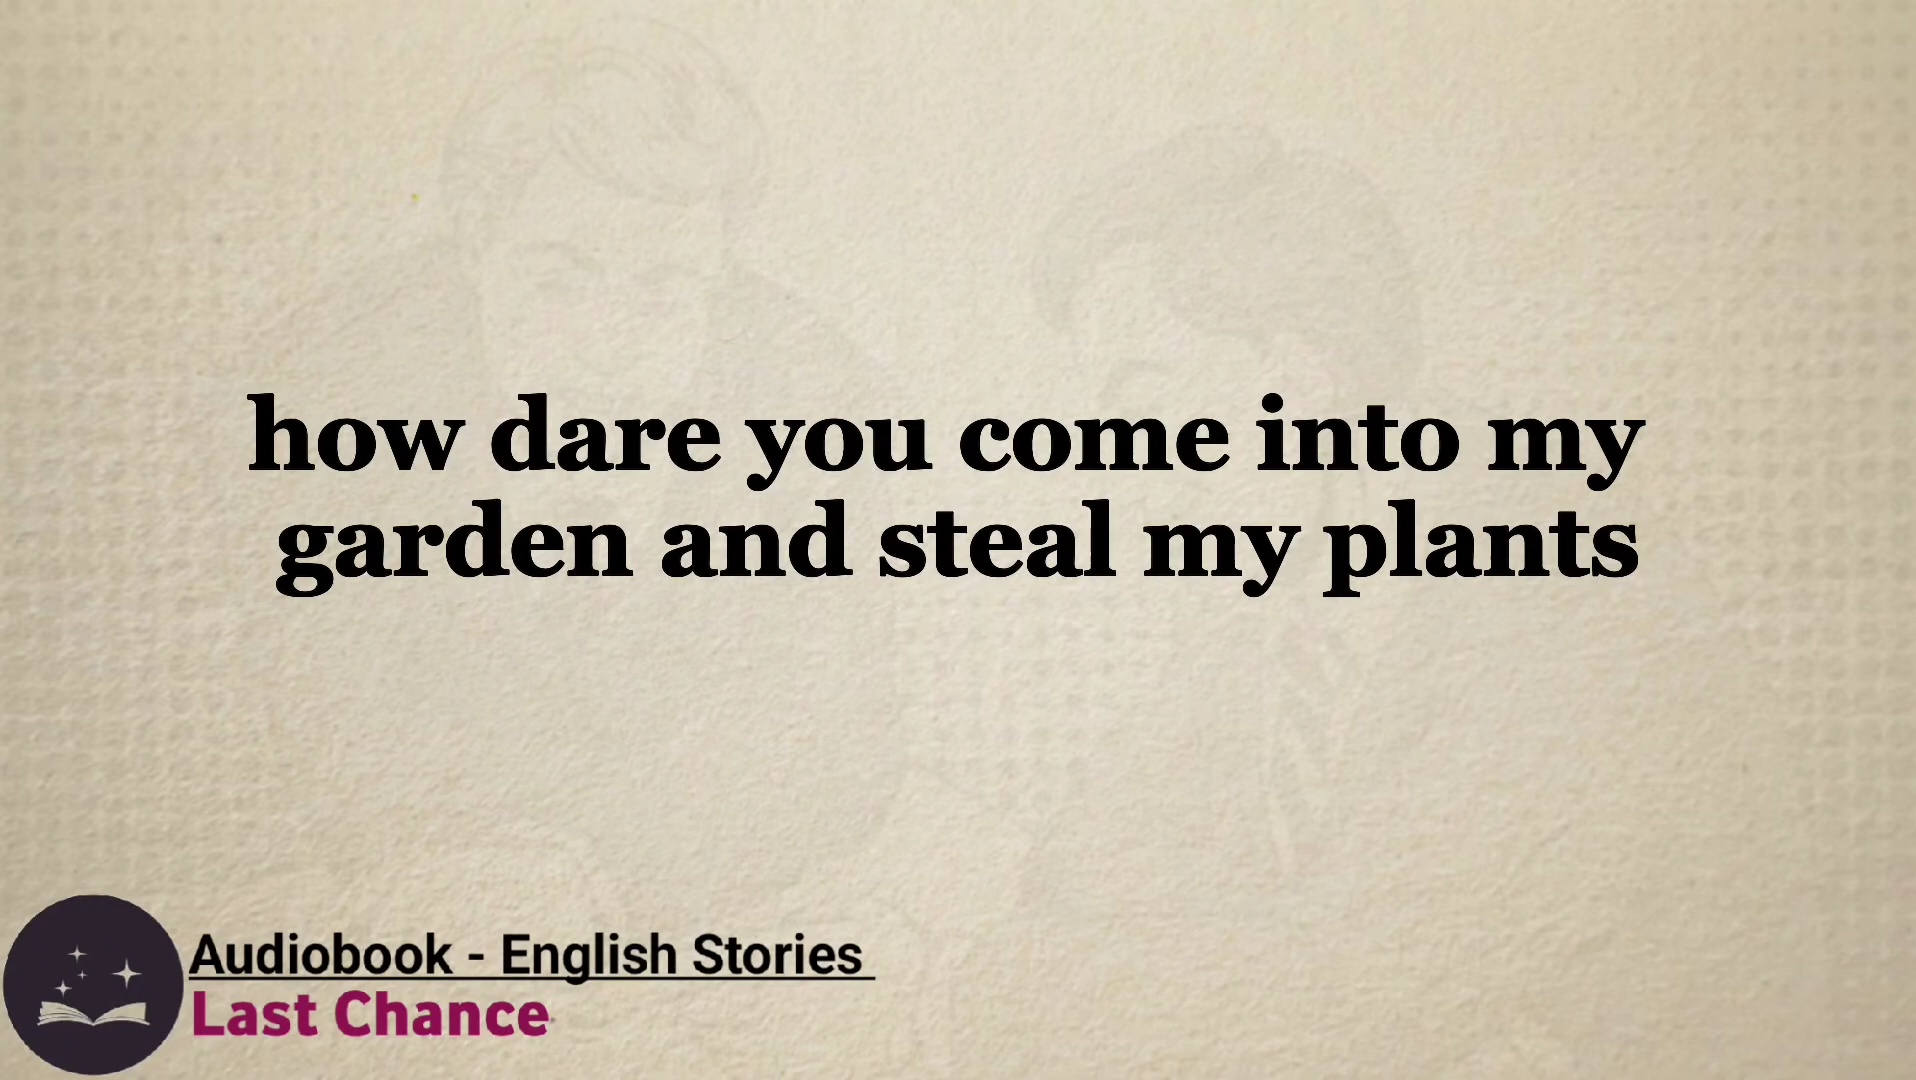 how dare you come into my
garden and steal my plants
Audiobook - English Stories
Last Chance